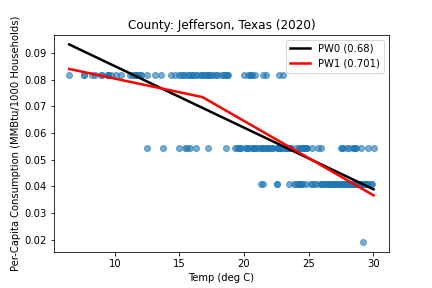 County: Jefferson, Texas (2020)
PW0 (0.68)
PW1 (0.701)
Per-Capita Consumption (MMBtu/1000 Households)
0.09
0.08
0.07
0.06
0.05
0.04
0.03
0.02
10
15
20
25
30
Temp (deg C)